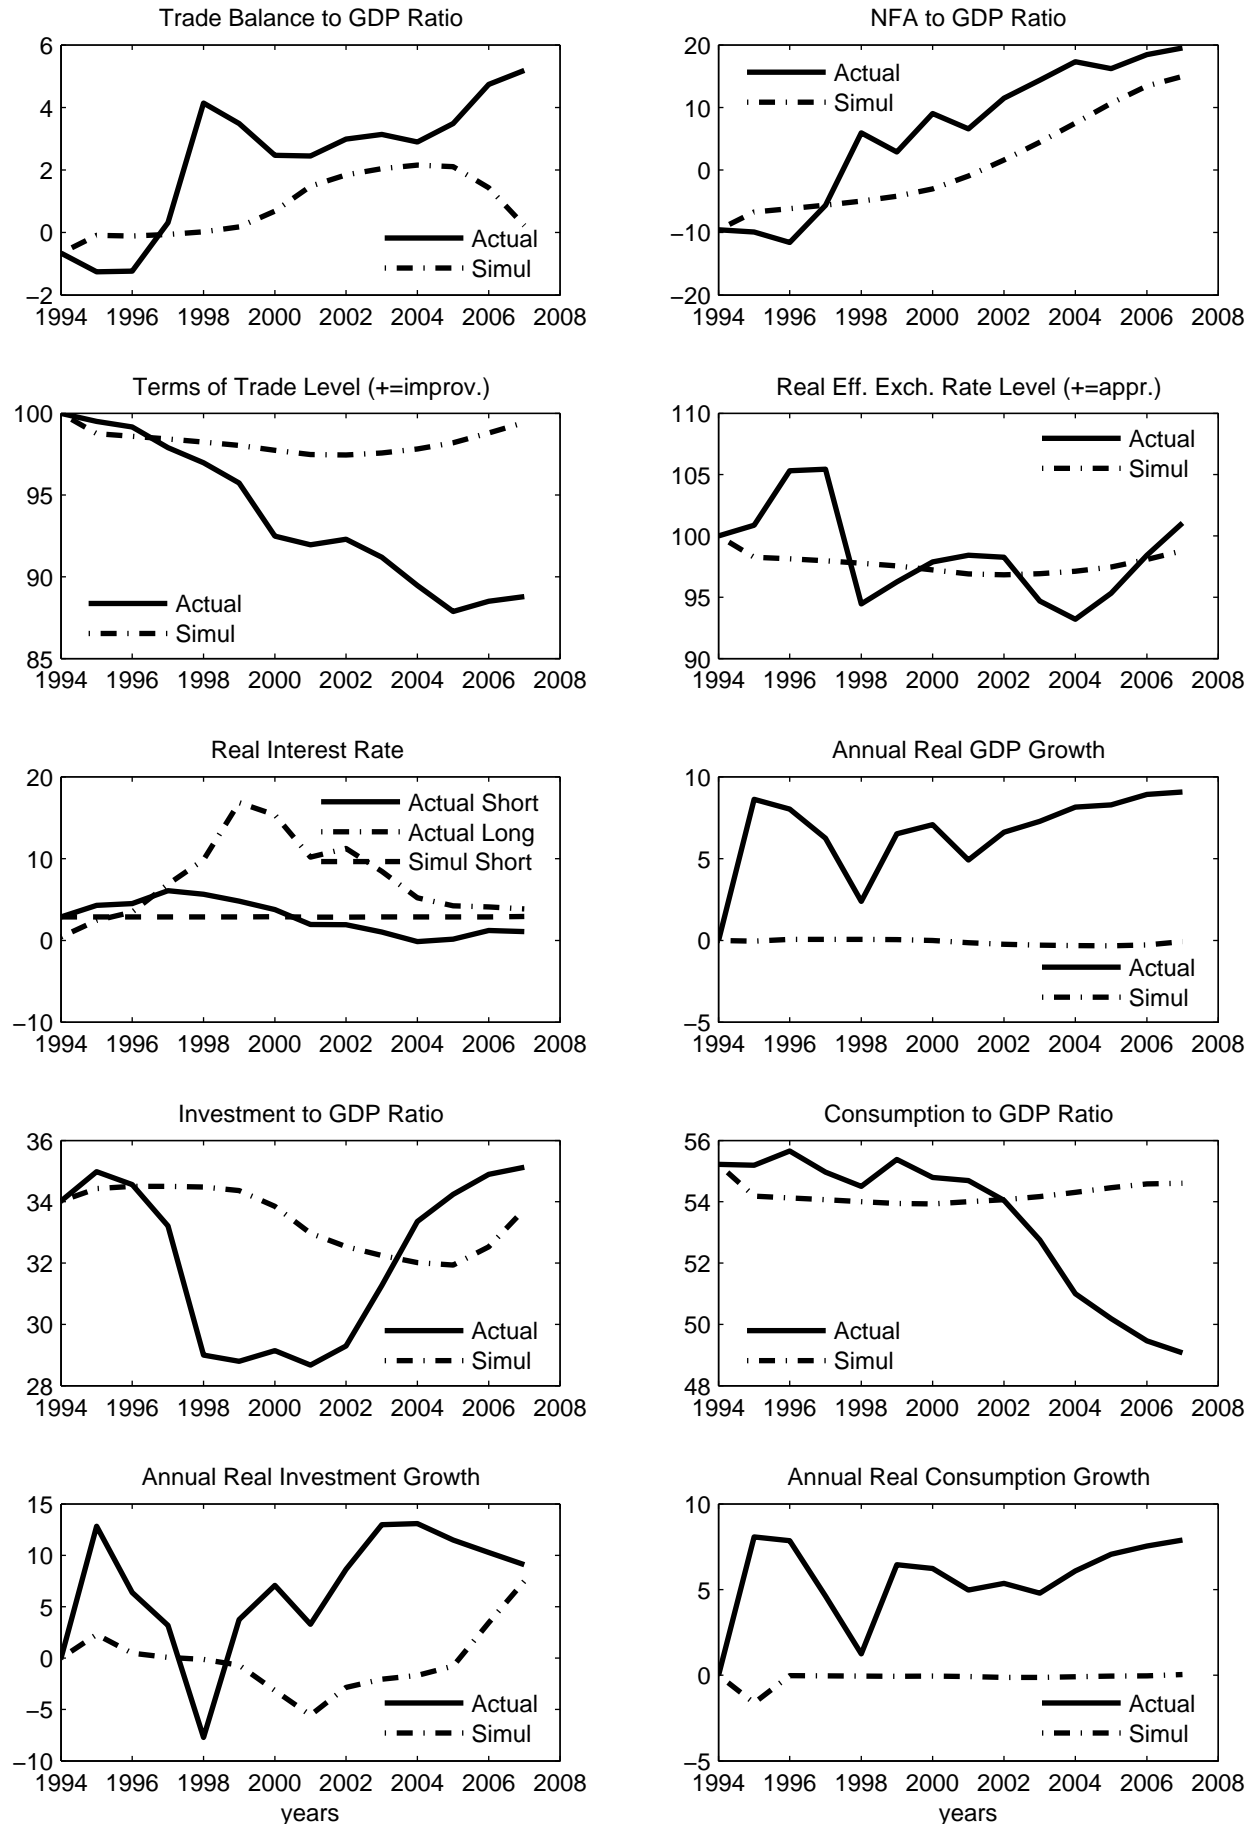 Trade Balance to GDP Ratio
6
4
2
0
−2
1994 1996 1998 2000 2002 2004 2006 2008
Actual
Simul
NFA to GDP Ratio
20
10
0
−10
−20
1994 1996 1998 2000 2002 2004 2006 2008
Actual
Simul
Terms of Trade Level (+=improv.)
100
95
90
85
1994 1996 1998 2000 2002 2004 2006 2008
Actual
Simul
Real Eff. Exch. Rate Level (+=appr.)
110
105
100
95
90
1994 1996 1998 2000 2002 2004 2006 2008
Actual
Simul
Real Interest Rate
20
10
0
−10
1994 1996 1998 2000 2002 2004 2006 2008
Actual Short
Actual Long
Simul Short
Annual Real GDP Growth
10
5
0
−5
1994 1996 1998 2000 2002 2004 2006 2008
Actual
Simul
Investment to GDP Ratio
36
34
32
30
28
1994 1996 1998 2000 2002 2004 2006 2008
Actual
Simul
Consumption to GDP Ratio
56
54
52
50
48
1994 1996 1998 2000 2002 2004 2006 2008
Actual
Simul
Annual Real Investment Growth
15
10
5
0
−5
−10
1994 1996 1998 2000 2002 2004 2006 2008
years
Actual
Simul
Annual Real Consumption Growth
10
5
0
−5
1994 1996 1998 2000 2002 2004 2006 2008
years
Actual
Simul